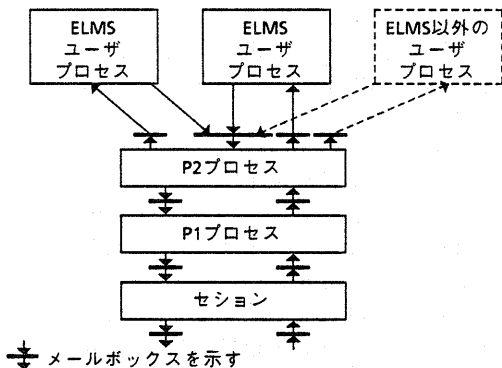 ELMS
ユーザ
プロセス
ELMS
ユーザ
プロセス
ELMS以外の
ユーザ
プロセス
P2プロセス
P1プロセス
セション
メールボックスを示す